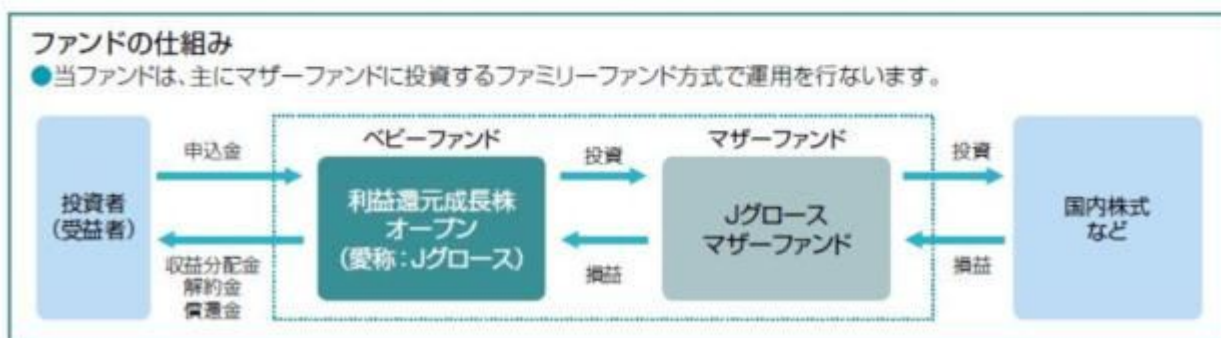 ファンドの仕組み
●当ファンドは、主にマザーファンドに投資するファミリーファンド方式で運用を行ないます。
投資者
(受益者)
申込金
収益分配金
解約金
償還金
ベビーファンド
利益還元成長株
オープン
(愛称:Jグロース)
投資
損益
マザーファンド
Jグロース
マザーファンド
投資
損益
国内株式
など